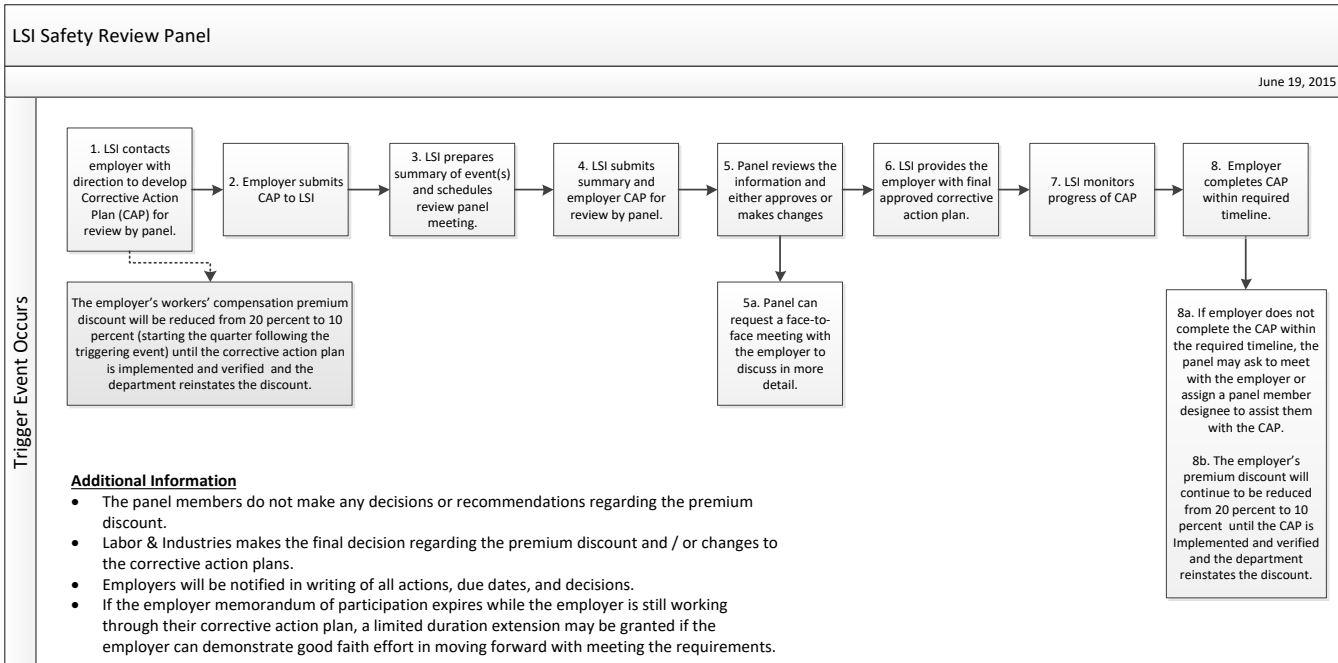 LSI Safety Review Panel
June 19, 2015
Trigger Event Occurs
1. LSI contacts
employer with
direction to develop
Corrective Action
Plan (CAP) for
review by panel.
2. Employer submits
CAP to LSI
3. LSI prepares
summary of event(s)
and schedules
review panel
meeting.
4. LSI submits
summary and
employer CAP for
review by panel.
5. Panel reviews the
information and
either approves or
makes changes
6. LSI provides the
employer with final
approved corrective
action plan.
7. LSI monitors
progress of CAP
8. Employer
completes CAP
within required
timeline.
The employer’s workers’ compensation premium
discount will be reduced from 20 percent to 10
percent (starting the quarter following the
triggering event) until the corrective action plan
is implemented and verified and the
department reinstates the discount.
5a. Panel can
request a face-to-
face meeting with
the employer to
discuss in more
detail.
8a. If employer does not
complete the CAP within
the required timeline, the
panel may ask to meet
with the employer or
assign a panel member
designee to assist them
with the CAP.
8b. The employer’s
premium discount will
continue to be reduced
from 20 percent to 10
percent until the CAP is
Implemented and verified
and the department
reinstates the discount.
Additional Information
• The panel members do not make any decisions or recommendations regarding the premium
discount.
• Labor & Industries makes the final decision regarding the premium discount and / or changes to
the corrective action plans.
• Employers will be notified in writing of all actions, due dates, and decisions.
• If the employer memorandum of participation expires while the employer is still working
through their corrective action plan, a limited duration extension may be granted if the
employer can demonstrate good faith effort in moving forward with meeting the requirements.